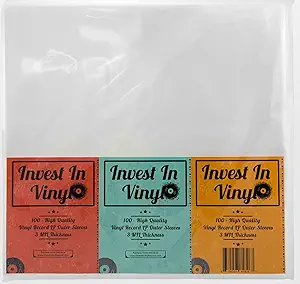 Invest In
Vinyl
100 - High Quality
Vinyl Record LP Outer Sleeves
3 MIL Thickness
Invest In
Vinyl
100 - High Quality
Vinyl Record LP Outer Sleeves
3 MIL Thickness
Invest In
Vinyl
100 - High Quality
Vinyl Record LP Outer Sleeves
3 MIL Thickness